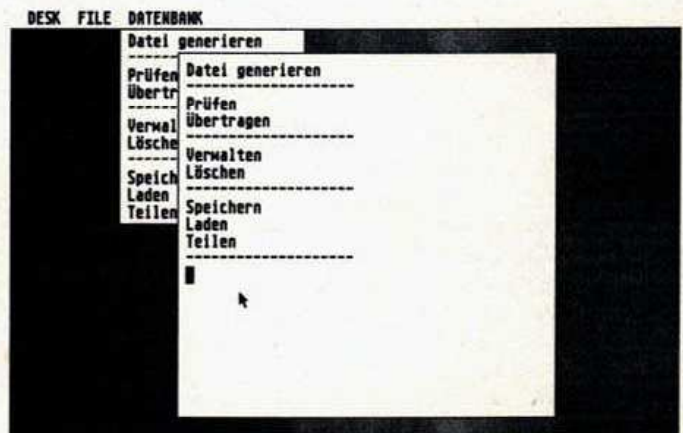 DESK FILE DATENBANK
Datei generieren
--------------------
Prüfen
Übertr
------
Verwal
Lösche
------
Speich
Laden
Teilen
Datei generieren
--------------------
Prüfen
Übertragen
--------------------
Verwalten
Löschen
--------------------
Speichern
Laden
Teilen
--------------------